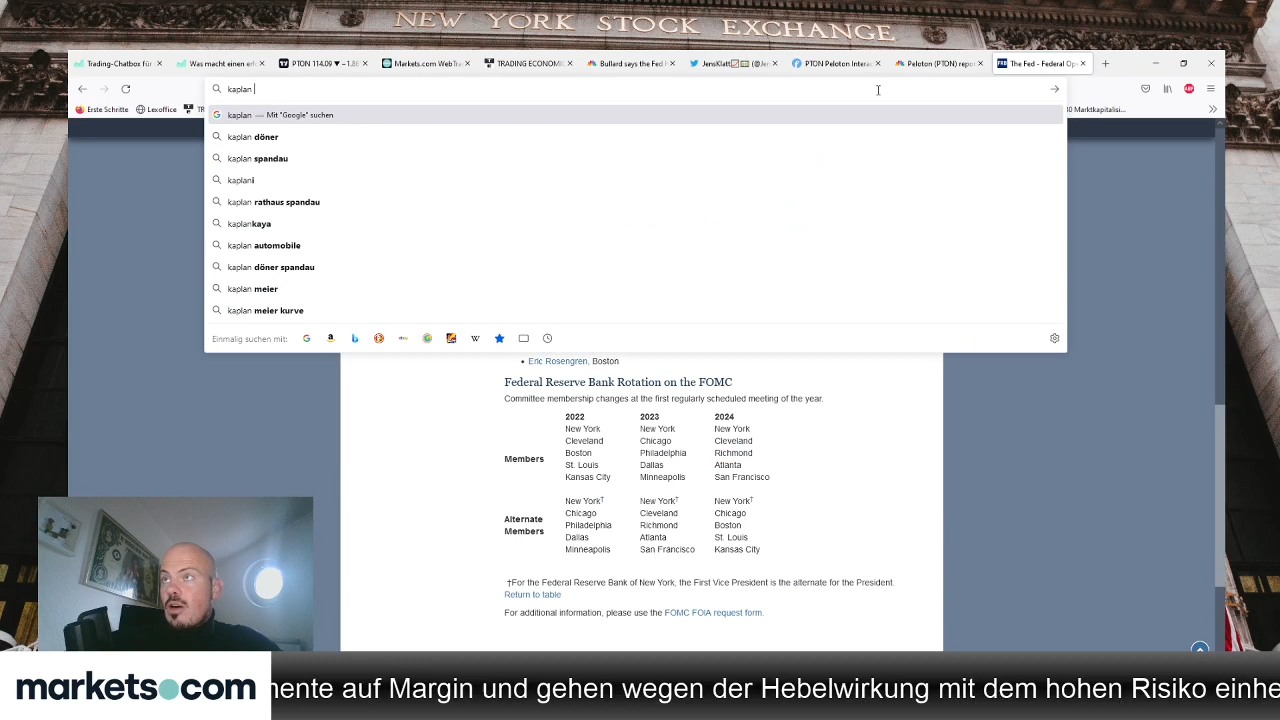 NEW YORK STOCK EXCHANGE
Trading-Chatbox für
Was macht einen erf
PTON 114.09 ▼ −1.86
Markets.com WebTra
TRADING ECONOMIC
Bullard says the Fed
JensKlatt
PTON Peloton Interac
Peloton (PTON) repor
The Fed - Federal Op
kaplan
Erste Schritte
Lexoffice
TR
Marktkapitalisi...
kaplan — Mit "Google" suchen
kaplan döner
kaplan spandau
kaplani
kaplan rathaus spandau
kaplankaya
kaplan automobile
kaplan döner spandau
kaplan meier
kaplan meier kurve
Einmalig suchen mit:
• Eric Rosengren, Boston
Federal Reserve Bank Rotation on the FOMC
Committee membership changes at the first regularly scheduled meeting of the year.
2022 2023 2024
Members
New York New York New York
Cleveland Chicago Cleveland
Boston Philadelphia Richmond
St. Louis Dallas Atlanta
Kansas City Minneapolis San Francisco
Alternate
Members
New York† New York† New York†
Chicago Cleveland Chicago
Philadelphia Richmond Boston
Dallas Atlanta St. Louis
Minneapolis San Francisco Kansas City
†For the Federal Reserve Bank of New York, the First Vice President is the alternate for the President.
Return to table
For additional information, please use the FOMC FOIA request form.
markets.com
nente auf Margin und gehen wegen der Hebelwirkung mit dem hohen Risiko einhe